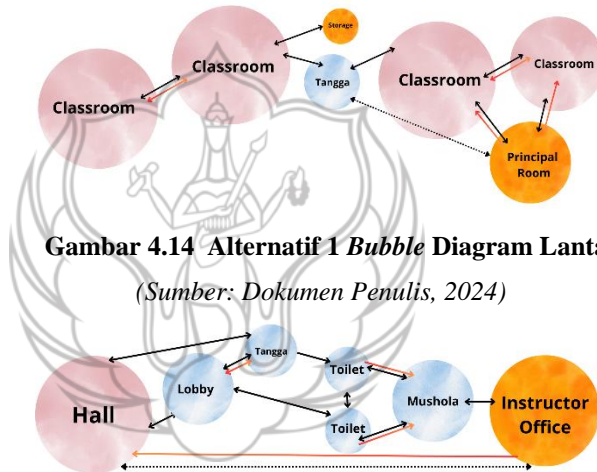 Storage
Classroom
Classroom
Tangga
Classroom
Classroom
Principal
Room
Gambar 4.14 Alternatif 1 Bubble Diagram Lanta
(Sumber: Dokumen Penulis, 2024)
Tangga
Toilet
Lobby
Mushola
Instructor
Office
Hall
Toilet